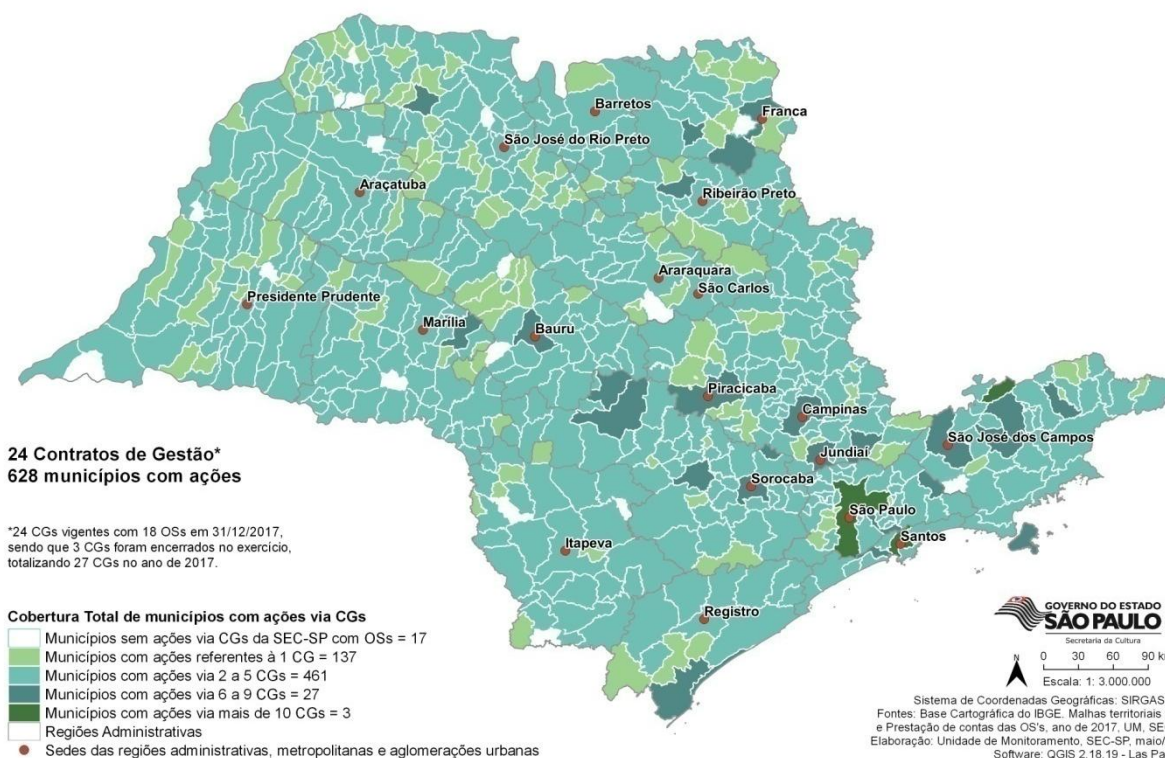 Barretos
Franca
São José do Rio Preto
Araçatuba
Ribeirão Preto
Araraquara
São Carlos
Presidente Prudente
Marília
Bauru
Piracicaba
Campinas
São José dos Campos
Jundiaí
Sorocaba
São Paulo
Santos
Itapeva
Registro
24 Contratos de Gestão*
628 municípios com ações
*24 CGs vigentes com 18 OSs em 31/12/2017,
sendo que 3 CGs foram encerrados no exercício,
totalizando 27 CGs no ano de 2017.
Cobertura Total de municípios com ações via CGs
Municípios sem ações via CGs da SEC-SP com OSs = 17
Municípios com ações referentes à 1 CG = 137
Municípios com ações via 2 a 5 CGs = 461
Municípios com ações via 6 a 9 CGs = 27
Municípios com ações via mais de 10 CGs = 3
Regiões Administrativas
Sedes das regiões administrativas, metropolitanas e aglomerações urbanas
GOVERNO DO ESTADO
SÃO PAULO
Secretaria da Cultura
N
0 30 60 90 k
Escala: 1: 3.000.000
Sistema de Coordenadas Geográficas: SIRGAS
Fontes: Base Cartográfica do IBGE. Malhas territoriais
e Prestação de contas das OS's, ano de 2017, UM, SE
Elaboração: Unidade de Monitoramento, SEC-SP, maio/
Software: QGIS 2.18.19 - Las Pa